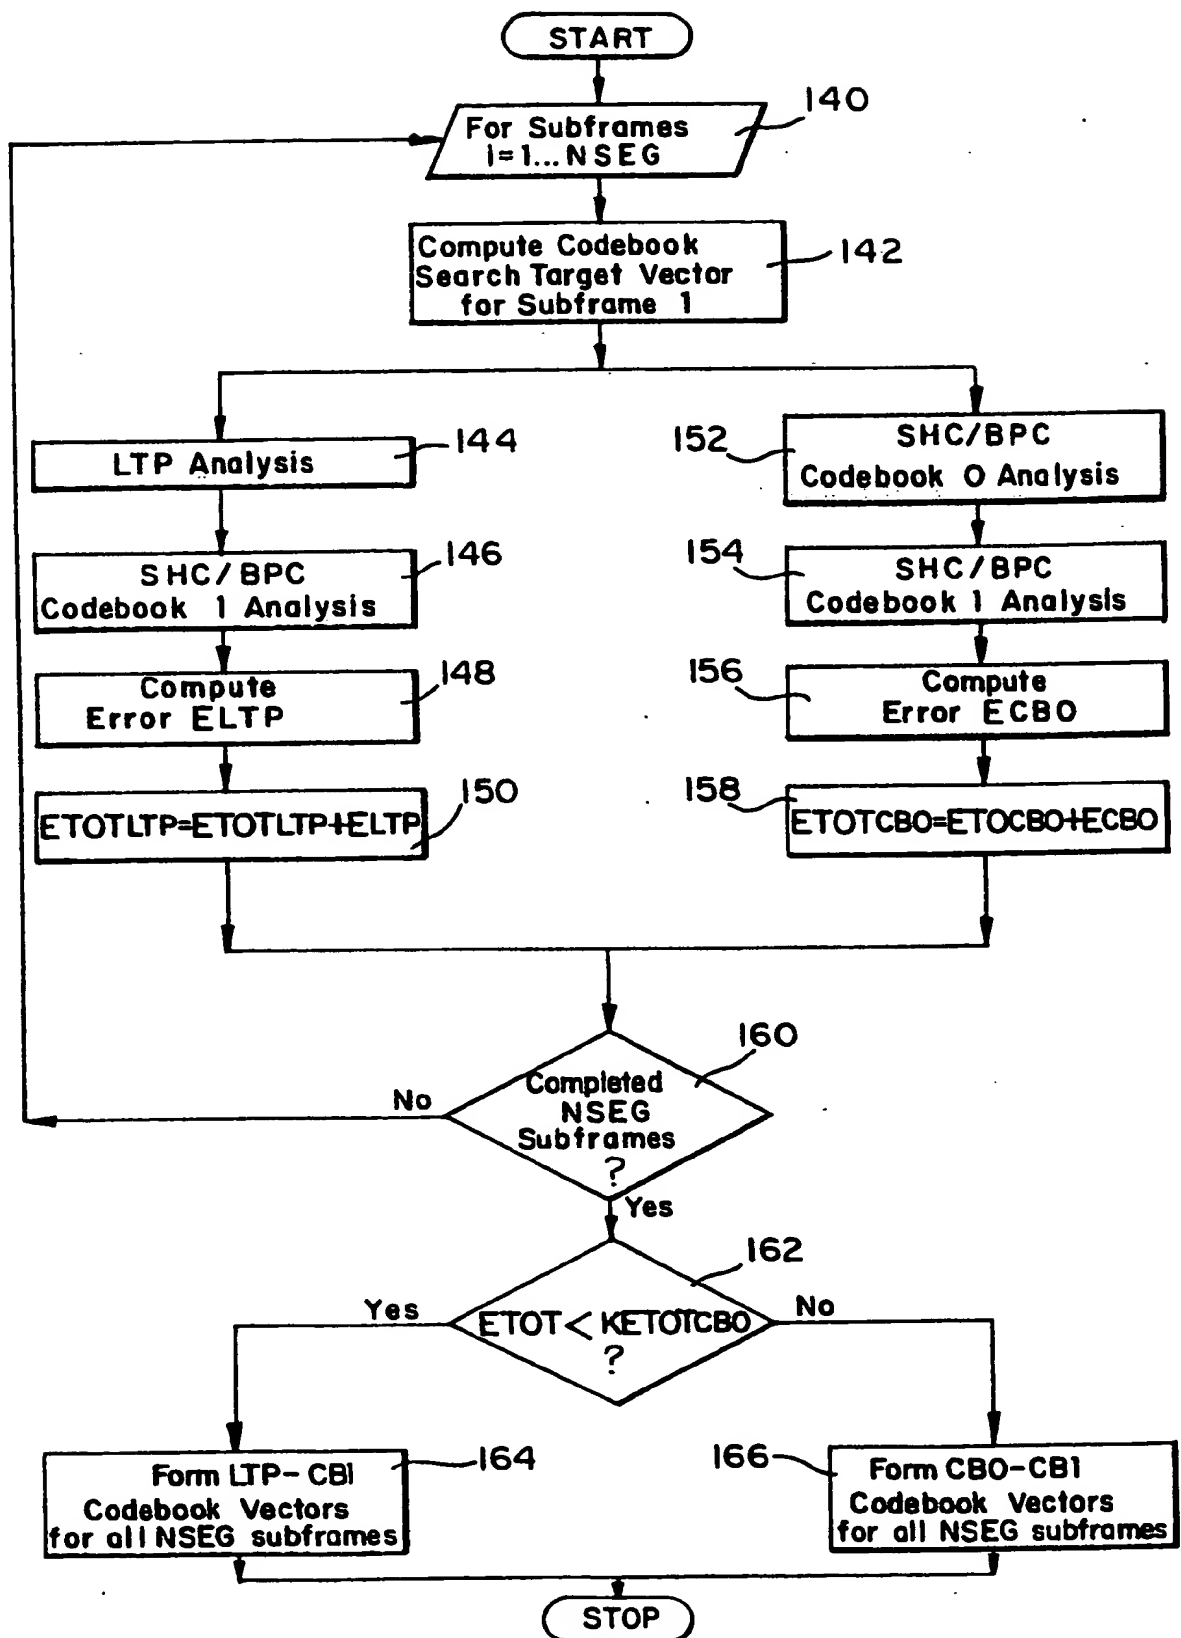 START
140
For Subframes
i=1...NSEG
142
Compute Codebook
Search Target Vector
for Subframe 1
144
LTP Analysis
146
SHC/BPC
Codebook 1 Analysis
148
Compute
Error ELTP
150
ETOTLTP=ETOTLTP+ELTP
152
SHC/BPC
Codebook 0 Analysis
154
SHC/BPC
Codebook 1 Analysis
156
Compute
Error ECBO
158
ETOTCBO=ETOCBO+ECBO
160
Completed
NSEG
Subframes
?
No
Yes
162
ETOT< KETOTCBO
?
Yes
No
164
Form LTP-CB1
Codebook Vectors
for all NSEG subframes
166
Form CBO-CB1
Codebook Vectors
for all NSEG subframes
STOP